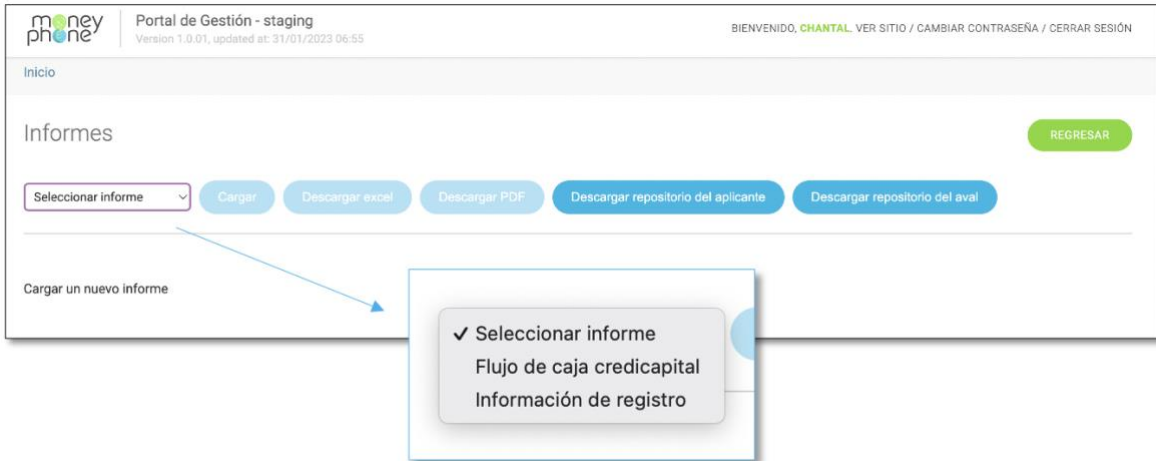 money phone
Portal de Gestión - staging
Version 1.0.01, updated at: 31/01/2023 06:55
BIENVENIDO, CHANTAL. VER SITIO / CAMBIAR CONTRASEÑA / CERRAR SESIÓN
Inicio
Informes
REGRESAR
Seleccionar informe
Cargar
Descargar excel
Descargar PDF
Descargar repositorio del aplicante
Descargar repositorio del aval
Cargar un nuevo informe
✓ Seleccionar informe
Flujo de caja credicapital
Información de registro